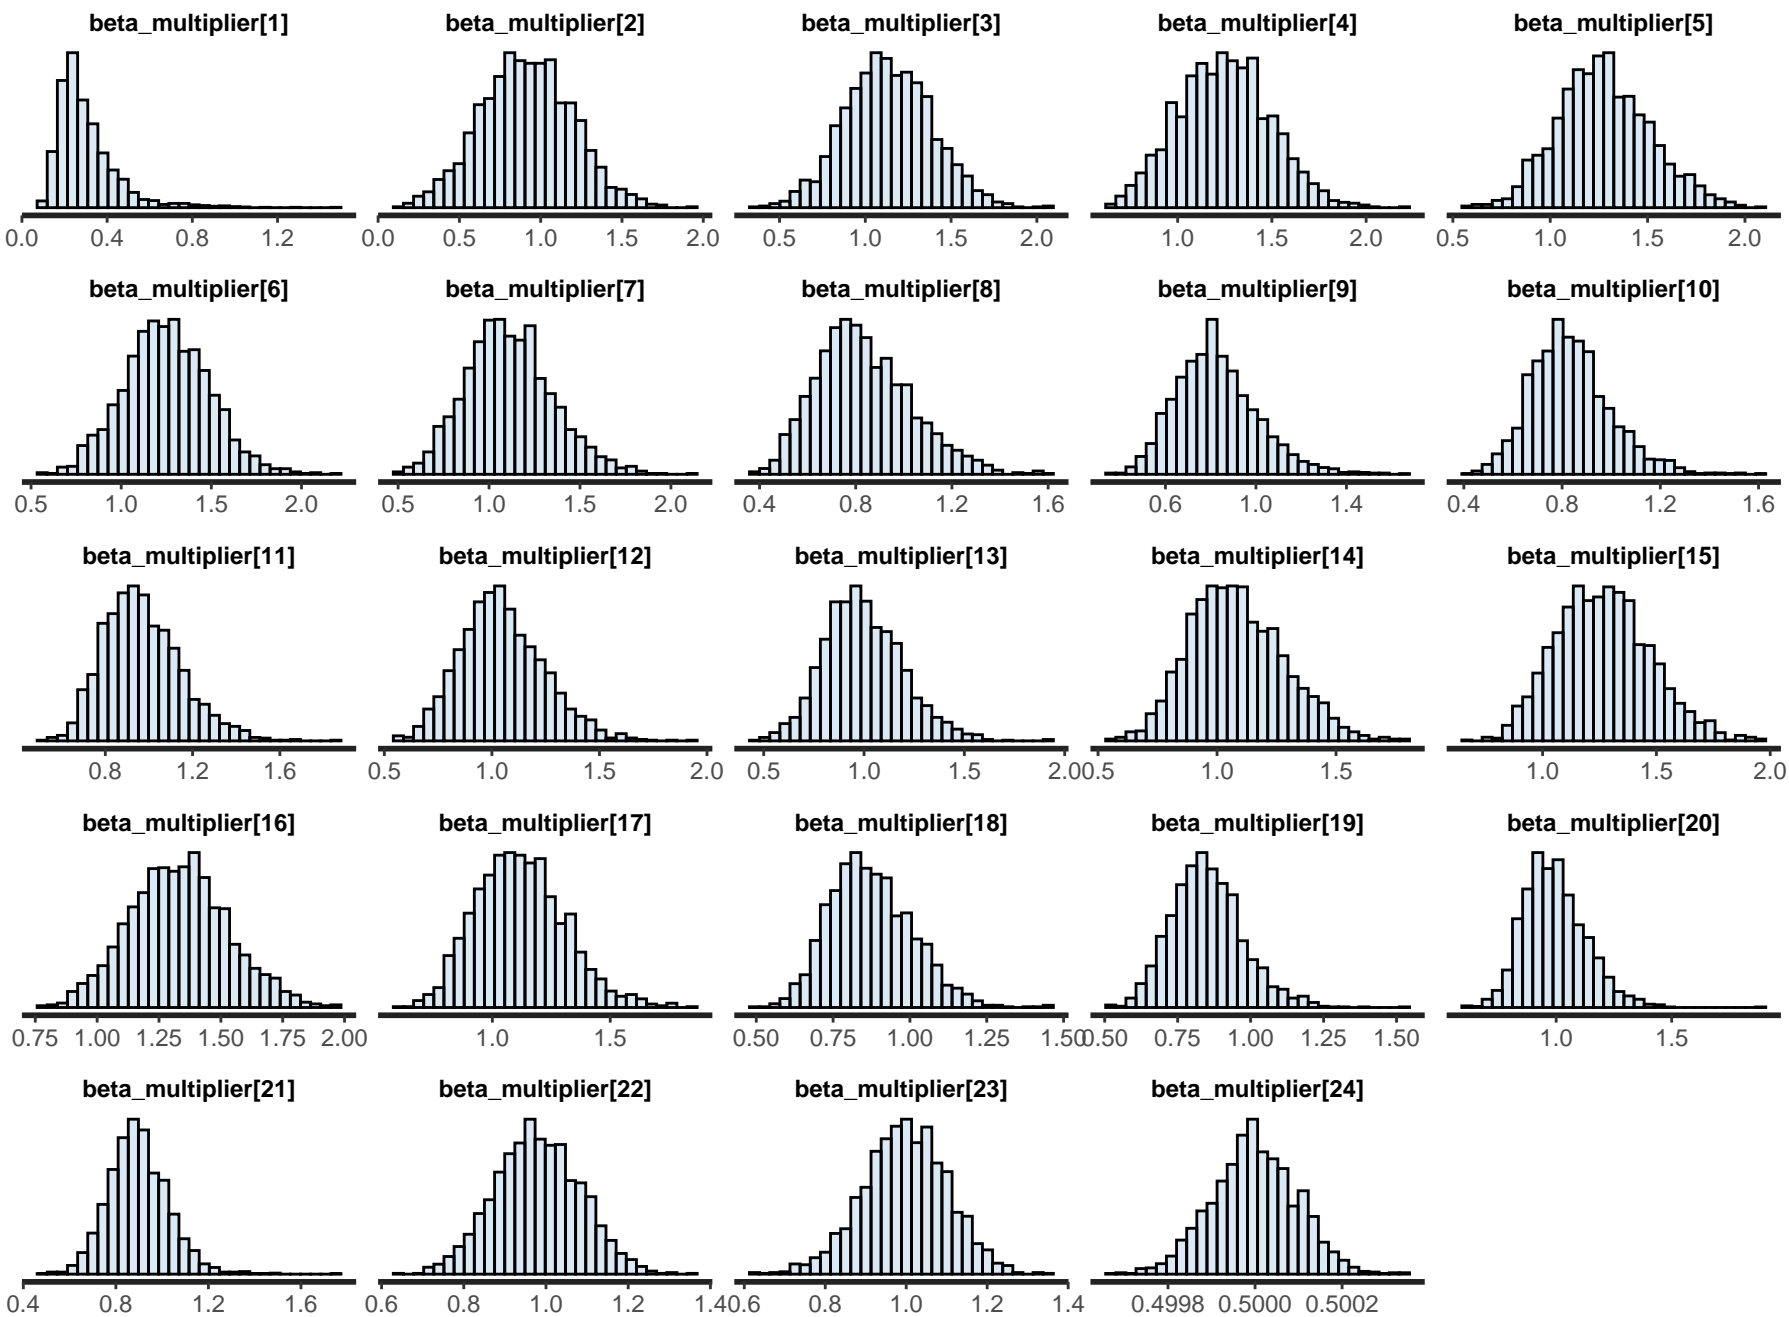 beta_multiplier[1] beta_multiplier[2] beta_multiplier[3] beta_multiplier[4] beta_multiplier[5]
0.0 0.4 0.8 1.2 0.0 0.5 1.0 1.5 2.0 0.5 1.0 1.5 2.0 1.0 1.5 2.0 0.5 1.0 1.5 2.0
beta_multiplier[6] beta_multiplier[7] beta_multiplier[8] beta_multiplier[9] beta_multiplier[10]
0.5 1.0 1.5 2.0 0.5 1.0 1.5 2.0 0.4 0.8 1.2 1.6 0.6 1.0 1.4 0.4 0.8 1.2 1.6
beta_multiplier[11] beta_multiplier[12] beta_multiplier[13] beta_multiplier[14] beta_multiplier[15]
0.8 1.2 1.6 0.5 1.0 1.5 2.0 0.5 1.0 1.5 2.0 0.5 1.0 1.5 1.0 1.5 2.0
beta_multiplier[16] beta_multiplier[17] beta_multiplier[18] beta_multiplier[19] beta_multiplier[20]
0.75 1.00 1.25 1.50 1.75 2.00 1.0 1.5 0.50 0.75 1.00 1.25 1.50 0.50 0.75 1.00 1.25 1.50 1.0 1.5
beta_multiplier[21] beta_multiplier[22] beta_multiplier[23] beta_multiplier[24]
0.4 0.8 1.2 1.6 0.6 0.8 1.0 1.2 1.4 0.6 0.8 1.0 1.2 1.4 0.4998 0.5000 0.5002